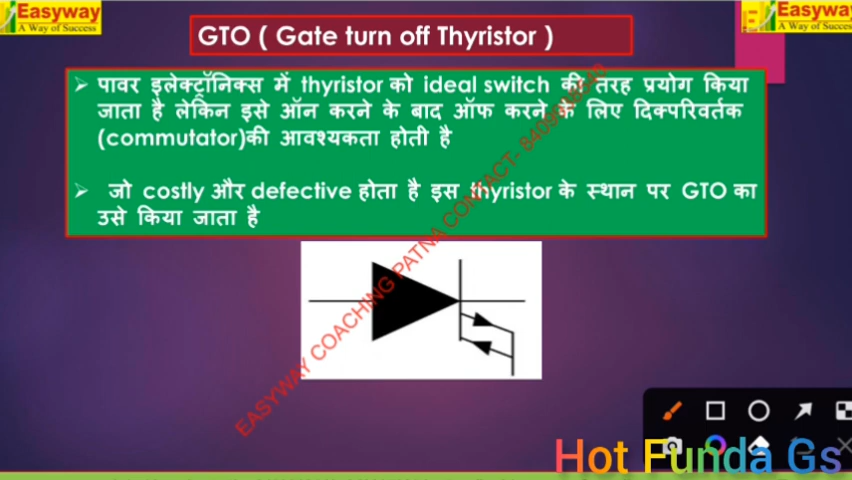 Easyway
A Way of Success
GTO ( Gate turn off Thyristor )
Easyway
A Way of Success
➢ पावर इलेक्ट्रॉनिक्स में thyristor को ideal switch की तरह प्रयोग किया
जाता है लेकिन इसे ऑन करने के बाद ऑफ करने के लिए दिक्परिवर्तक
(commutator)की आवश्यकता होती है
➢ जो costly और defective होता है इस thyristor के स्थान पर GTO का
उसे किया जाता है
EASYWAY COACHING PATNA CONTACT-
Hot Funda Gs